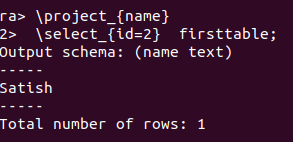 ra> \project_{name}
2>  \select_{id=2}  firsttable;
Output schema: (name text)
-----
Satish
-----
Total number of rows: 1